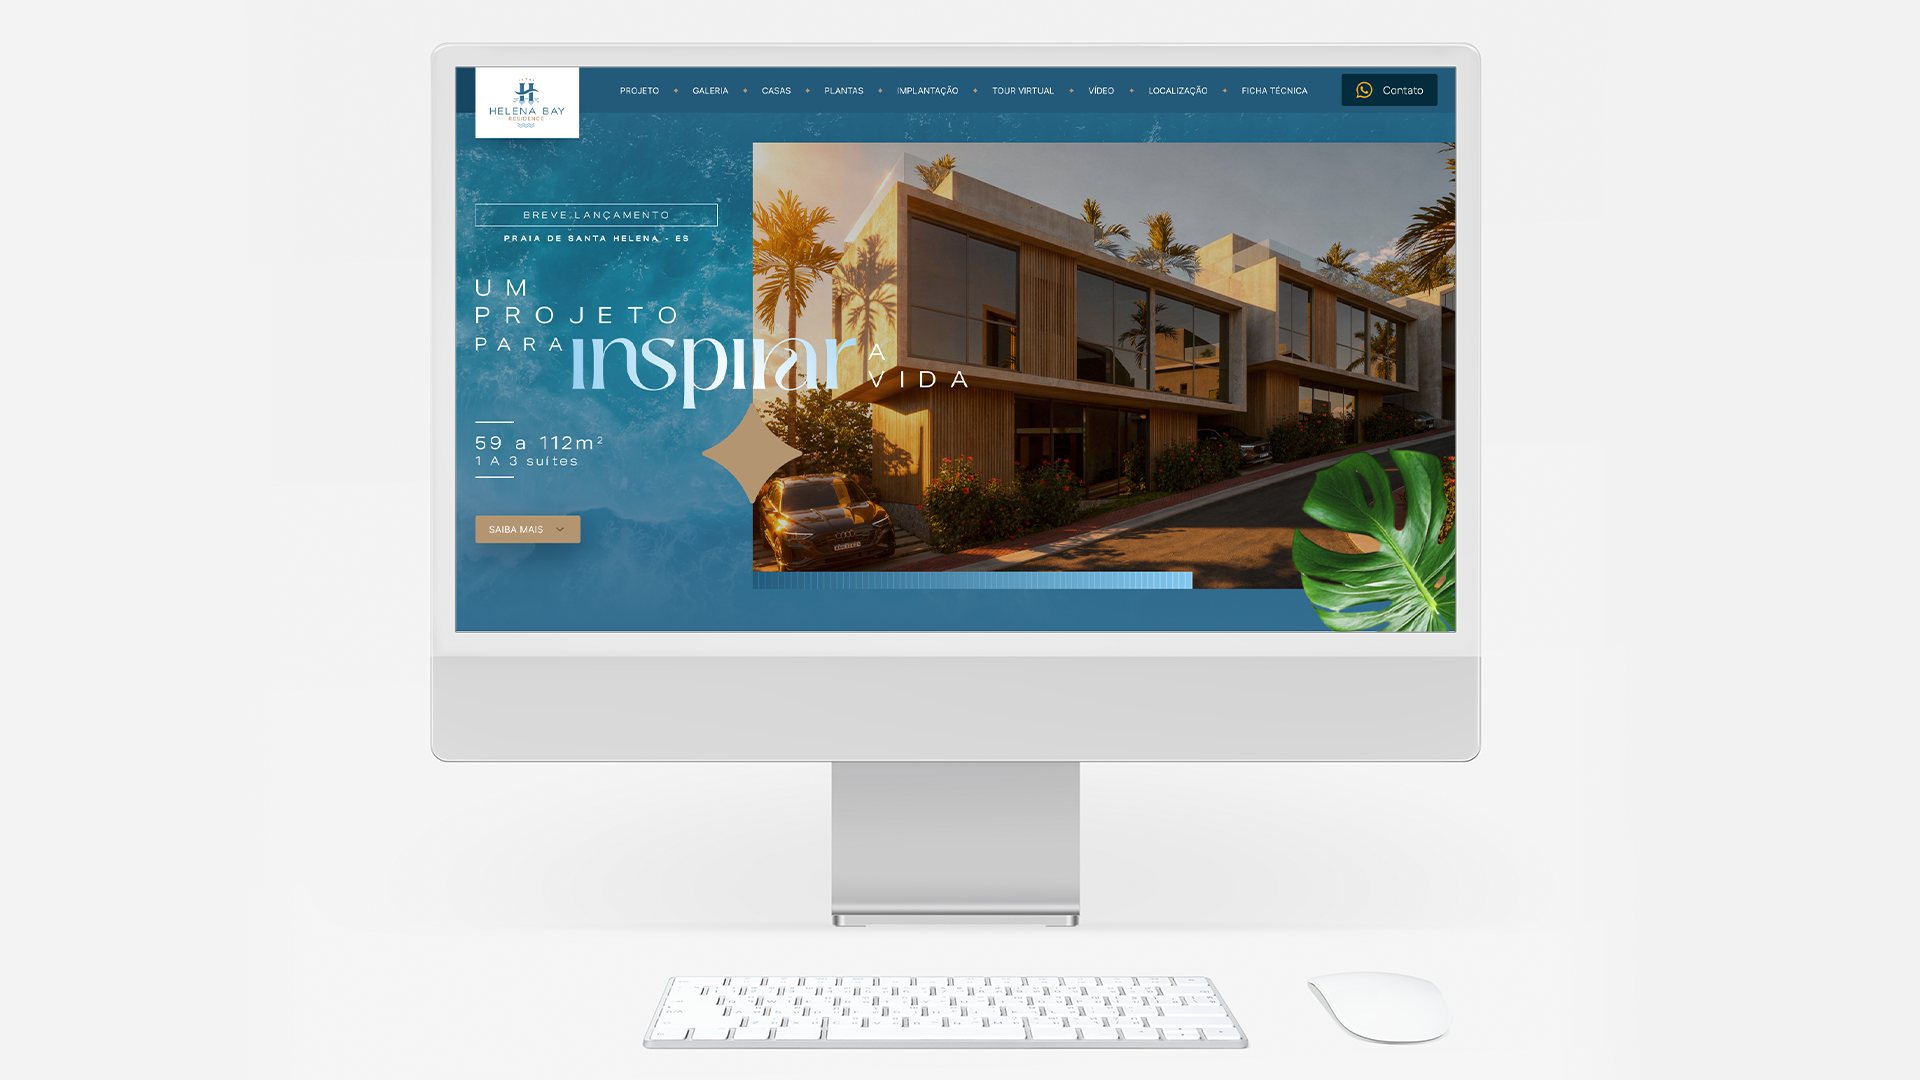 HELENA BAY
RESIDENCE
PROJETO
GALERIA
CASAS
PLANTAS
IMPLANTAÇÃO
TOUR VIRTUAL
VÍDEO
LOCALIZAÇÃO
FICHA TÉCNICA
Contato
BREVE LANÇAMENTO
PRAIA DE SANTA HELENA - ES
UM
PROJETO
PARA inspirar A
VIDA
59 a 112m²
1 A 3 suítes
SAIBA MAIS